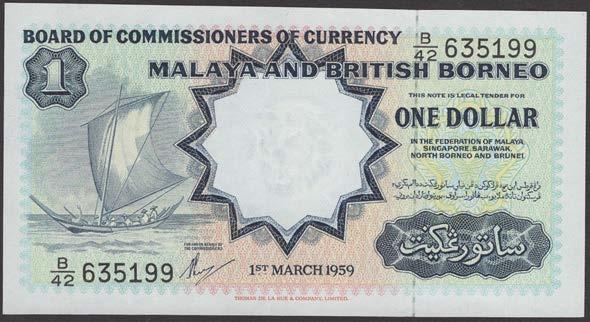 BOARD OF COMMISSIONERS OF CURRENCY
B/42 635199
1
MALAYA AND BRITISH BORNEO
THIS NOTE IS LEGAL TENDER FOR
ONE DOLLAR
IN THE FEDERATION OF MALAYA
SINGAPORE, SARAWAK,
NORTH BORNEO AND BRUNEI
ساتو رڠݢيت
FOR AND ON BEHALF OF
THE COMMISSIONERS
B/42 635199
1ST MARCH 1959
THOMAS DE LA RUE & COMPANY, LIMITED.